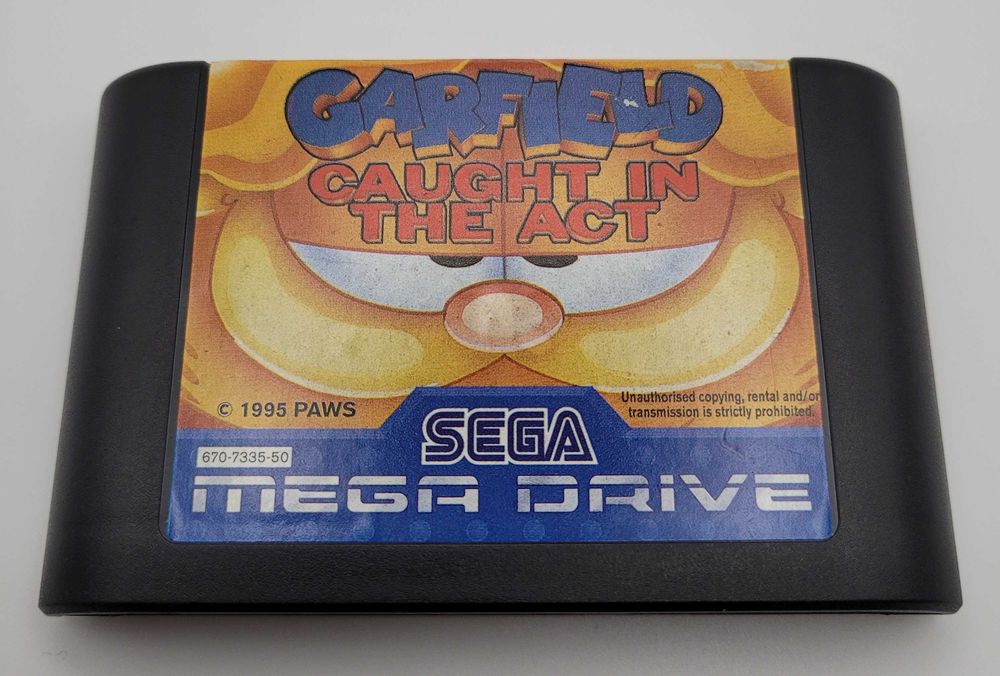 GARFIELD
CAUGHT IN
THE ACT
© 1995 PAWS
Unauthorised copying, rental and/or
transmission is strictly prohibited.
SEGA
670-7335-50
MEGA DRIVE